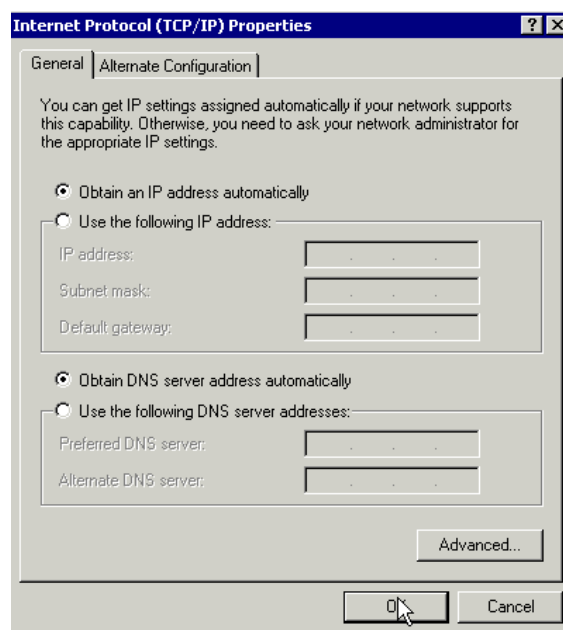 Internet Protocol (TCP/IP) Properties
General Alternate Configuration
You can get IP settings assigned automatically if your network supports
this capability. Otherwise, you need to ask your network administrator for
the appropriate IP settings.
Obtain an IP address automatically
Use the following IP address:
IP address:
Subnet mask:
Default gateway:
Obtain DNS server address automatically
Use the following DNS server addresses:
Preferred DNS server:
Alternate DNS server:
Advanced...
OK Cancel